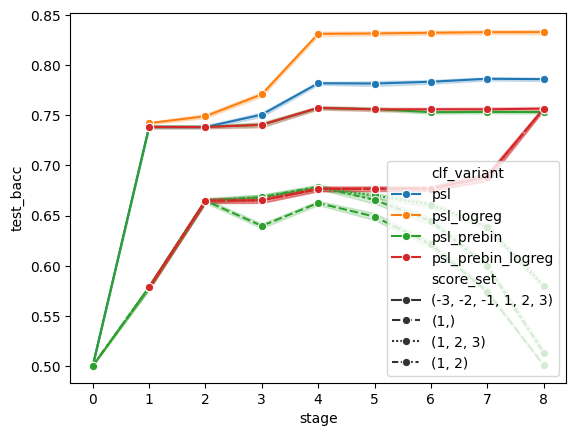 0.85
0.80
0.75
0.70
0.65
0.60
0.55
0.50
test_bacc
0
1
2
3
4
5
6
7
8
stage
clf_variant
psl
psl_logreg
psl_prebin
psl_prebin_logreg
score_set
(-3, -2, -1, 1, 2, 3)
(1,)
(1, 2, 3)
(1, 2)